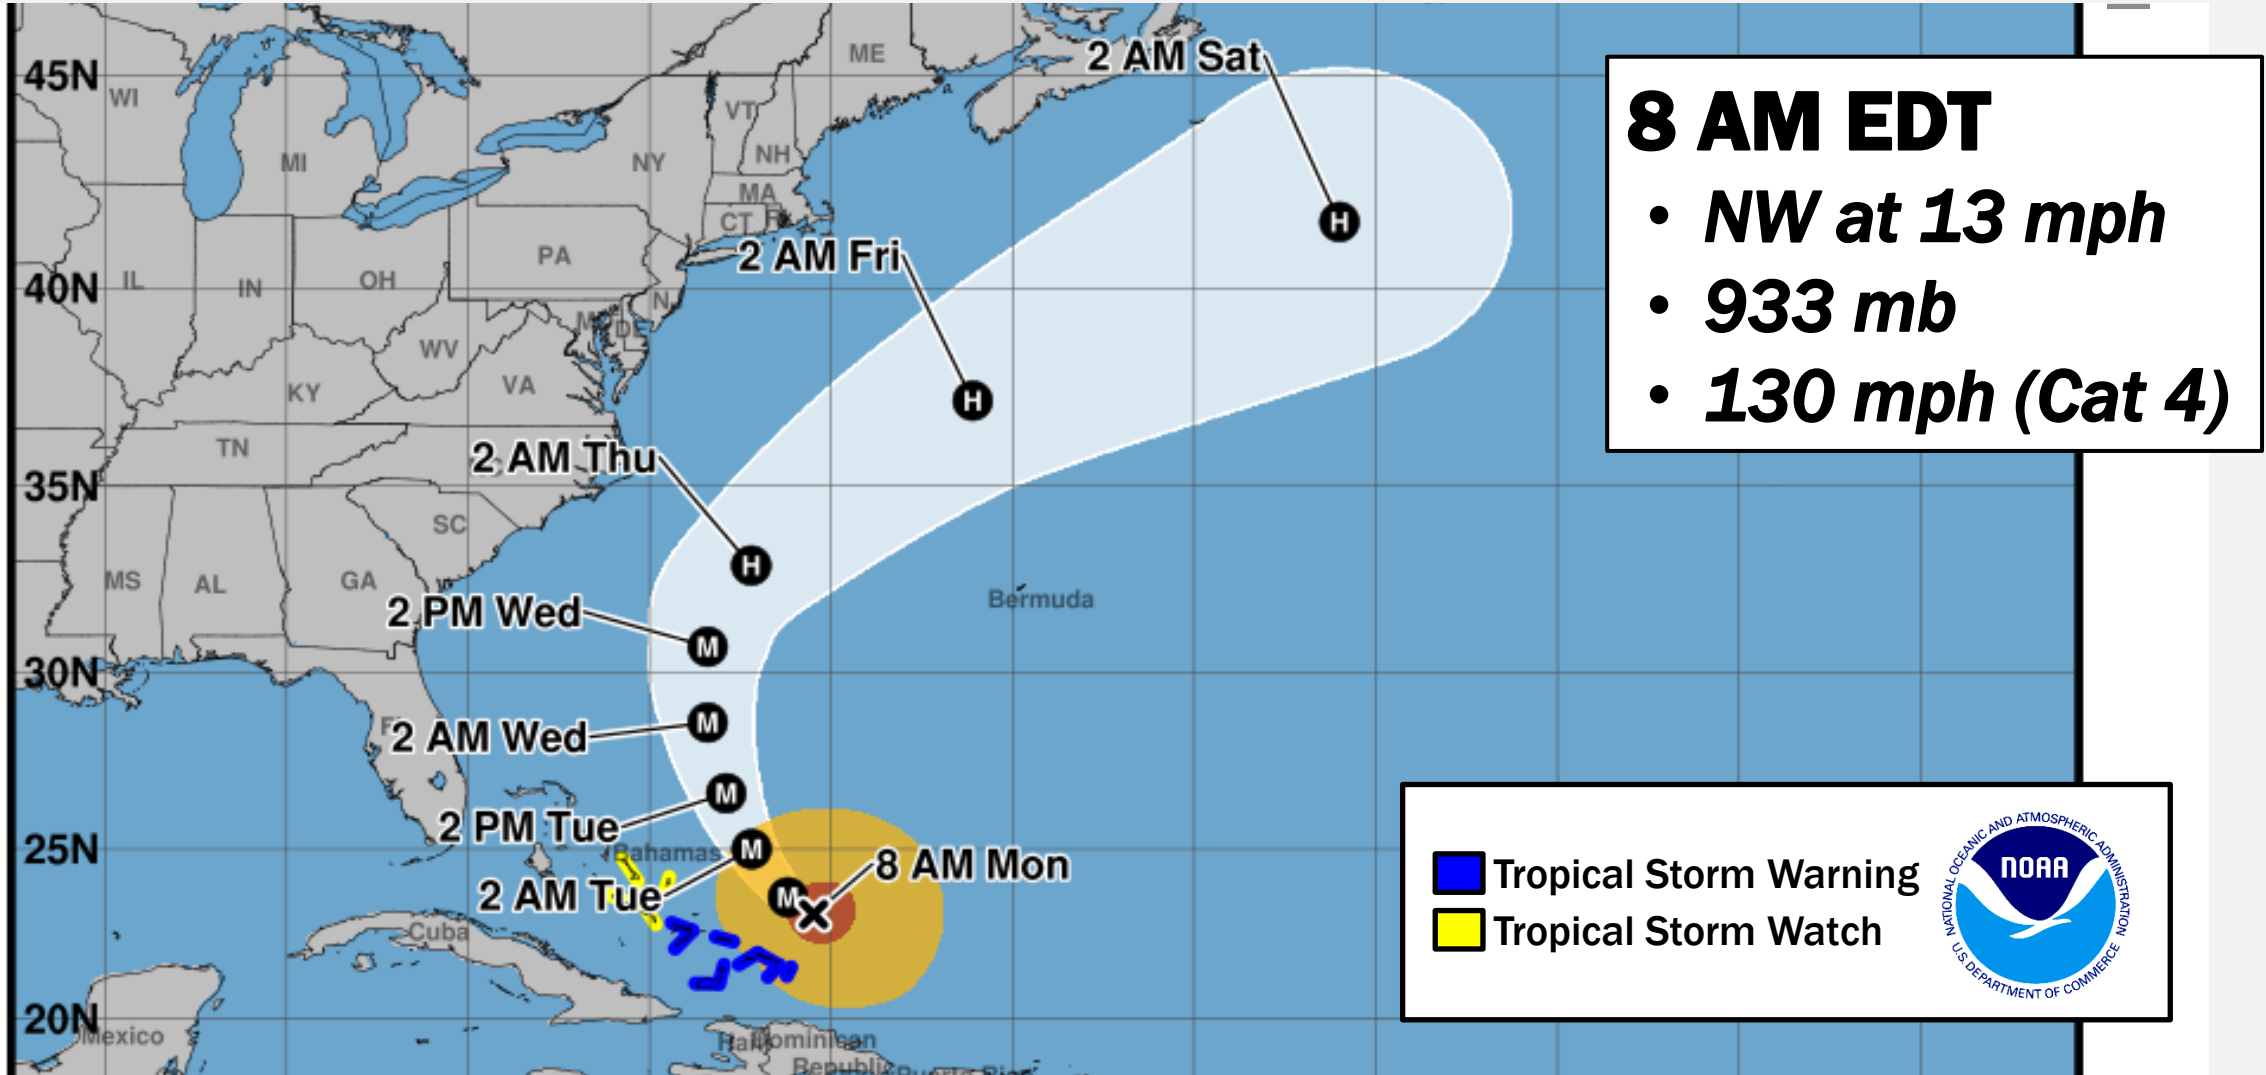 45N
40N
35N
30N
25N
20N
WI
MI
IL
IN
OH
KY
TN
MS
AL
GA
SC
WV
VA
PA
NY
VT
NH
ME
MA
CT
DE
Bermuda
Bahamas
Cuba
Mexico
Dominican
2 AM Sat
2 AM Fri
2 AM Thu
2 PM Wed
2 AM Wed
2 PM Tue
2 AM Tue
8 AM Mon
H
H
H
M
M
M
M
M
8 AM EDT
• NW at 13 mph
• 933 mb
• 130 mph (Cat 4)
Tropical Storm Warning
Tropical Storm Watch
NATIONAL OCEANIC AND ATMOSPHERIC ADMINISTRATION
NOAA
U.S. DEPARTMENT OF COMMERCE